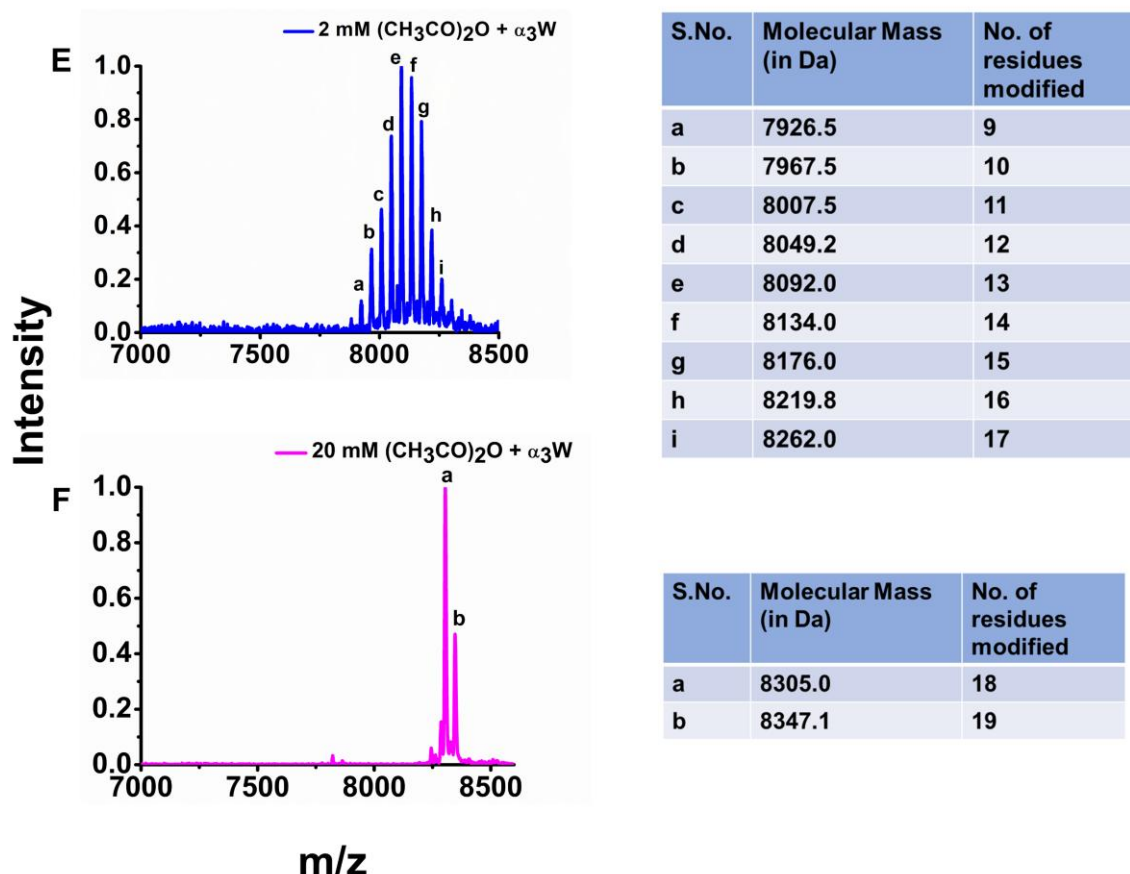 E
2 mM (CH3CO)2O + α3W
1.0
0.8
0.6
0.4
0.2
0.0
a
b
c
d
e
f
g
h
i
7000 7500 8000 8500
S.No. Molecular Mass (in Da) No. of residues modified
a 7926.5 9
b 7967.5 10
c 8007.5 11
d 8049.2 12
e 8092.0 13
f 8134.0 14
g 8176.0 15
h 8219.8 16
i 8262.0 17
Intensity
F
20 mM (CH3CO)2O + α3W
1.0
0.8
0.6
0.4
0.2
0.0
a
b
7000 7500 8000 8500
S.No. Molecular Mass (in Da) No. of residues modified
a 8305.0 18
b 8347.1 19
m/z